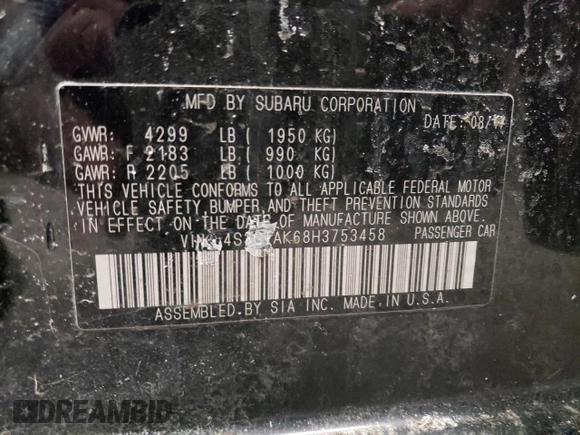 MFD BY SUBARU CORPORATION
DATE: 08/17
GVWR: 4299 LB ( 1950 KG)
GAWR: F 2183 LB ( 990 KG)
GAWR: R 2205 LB ( 1000 KG)
THIS VEHICLE CONFORMS TO ALL APPLICABLE FEDERAL MOTOR
VEHICLE SAFETY, BUMPER, AND THEFT PREVENTION STANDARDS
IN EFFECT ON THE DATE OF MANUFACTURE SHOWN ABOVE.
PASSENGER CAR
ASSEMBLED BY SIA INC. MADE IN U.S.A.
DREAMBID